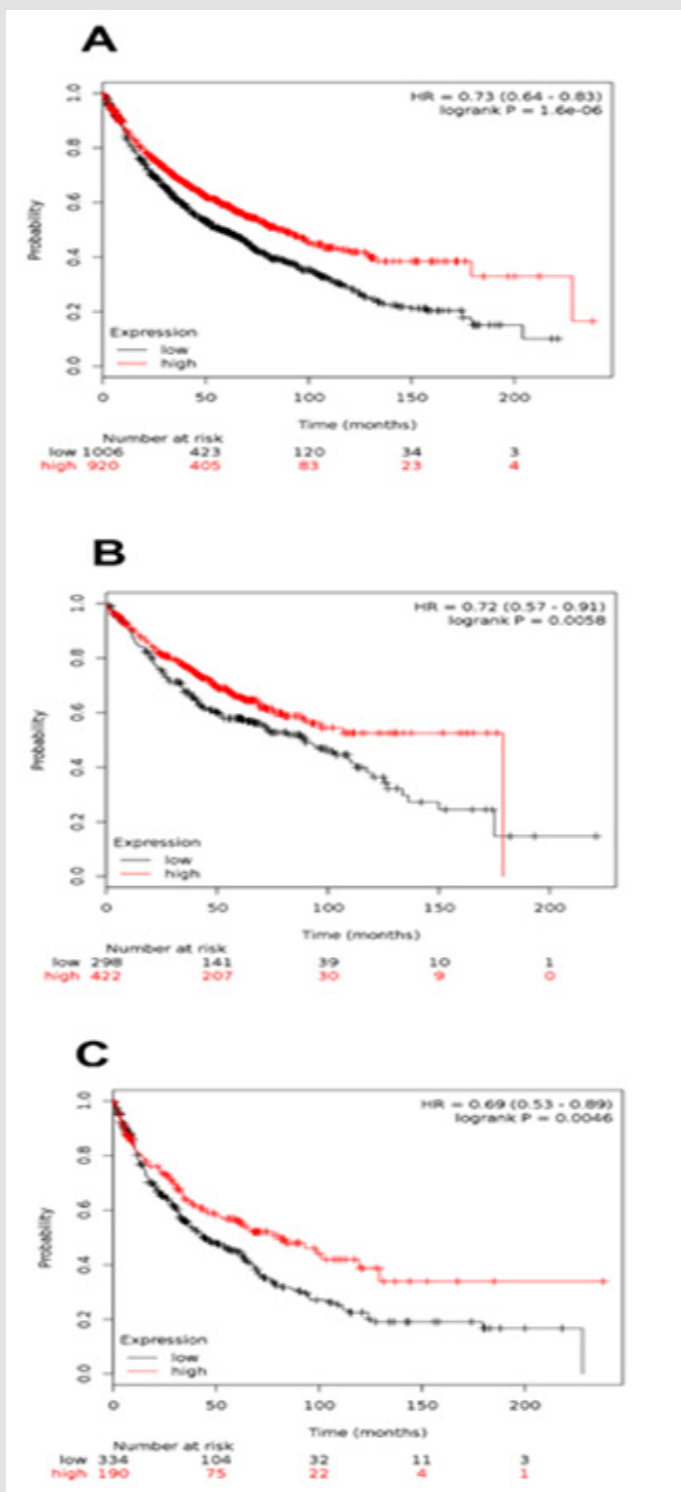 A
HR = 0.73 (0.64 - 0.83)
logrank P = 1.6e-06
Probability
1.0
0.8
0.6
0.4
0.2
0.0
Expression
low
high
0 50 100 150 200
Time (months)
Number at risk
low 1006 423 120 34 3
high 920 405 83 23 4
B
HR = 0.72 (0.57 - 0.91)
logrank P = 0.0058
Probability
1.0
0.8
0.6
0.4
0.2
0.0
Expression
low
high
0 50 100 150 200
Time (months)
Number at risk
low 298 141 39 10 1
high 422 207 30 9 0
C
HR = 0.69 (0.53 - 0.89)
logrank P = 0.0046
Probability
1.0
0.8
0.6
0.4
0.2
0.0
Expression
low
high
0 50 100 150 200
Time (months)
Number at risk
low 334 104 32 11 3
high 190 75 22 4 1